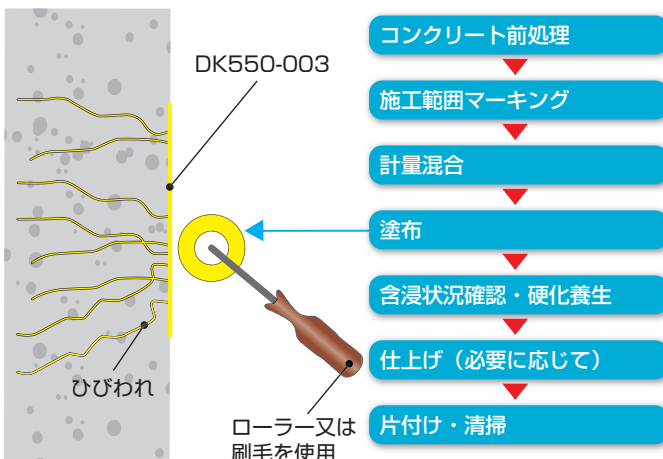 DK550-003
ひびわれ
ローラー又は
刷毛を使用
コンクリート前処理
施工範囲マーキング
計量混合
塗布
含浸状況確認・硬化養生
仕上げ（必要に応じて）
片付け・清掃